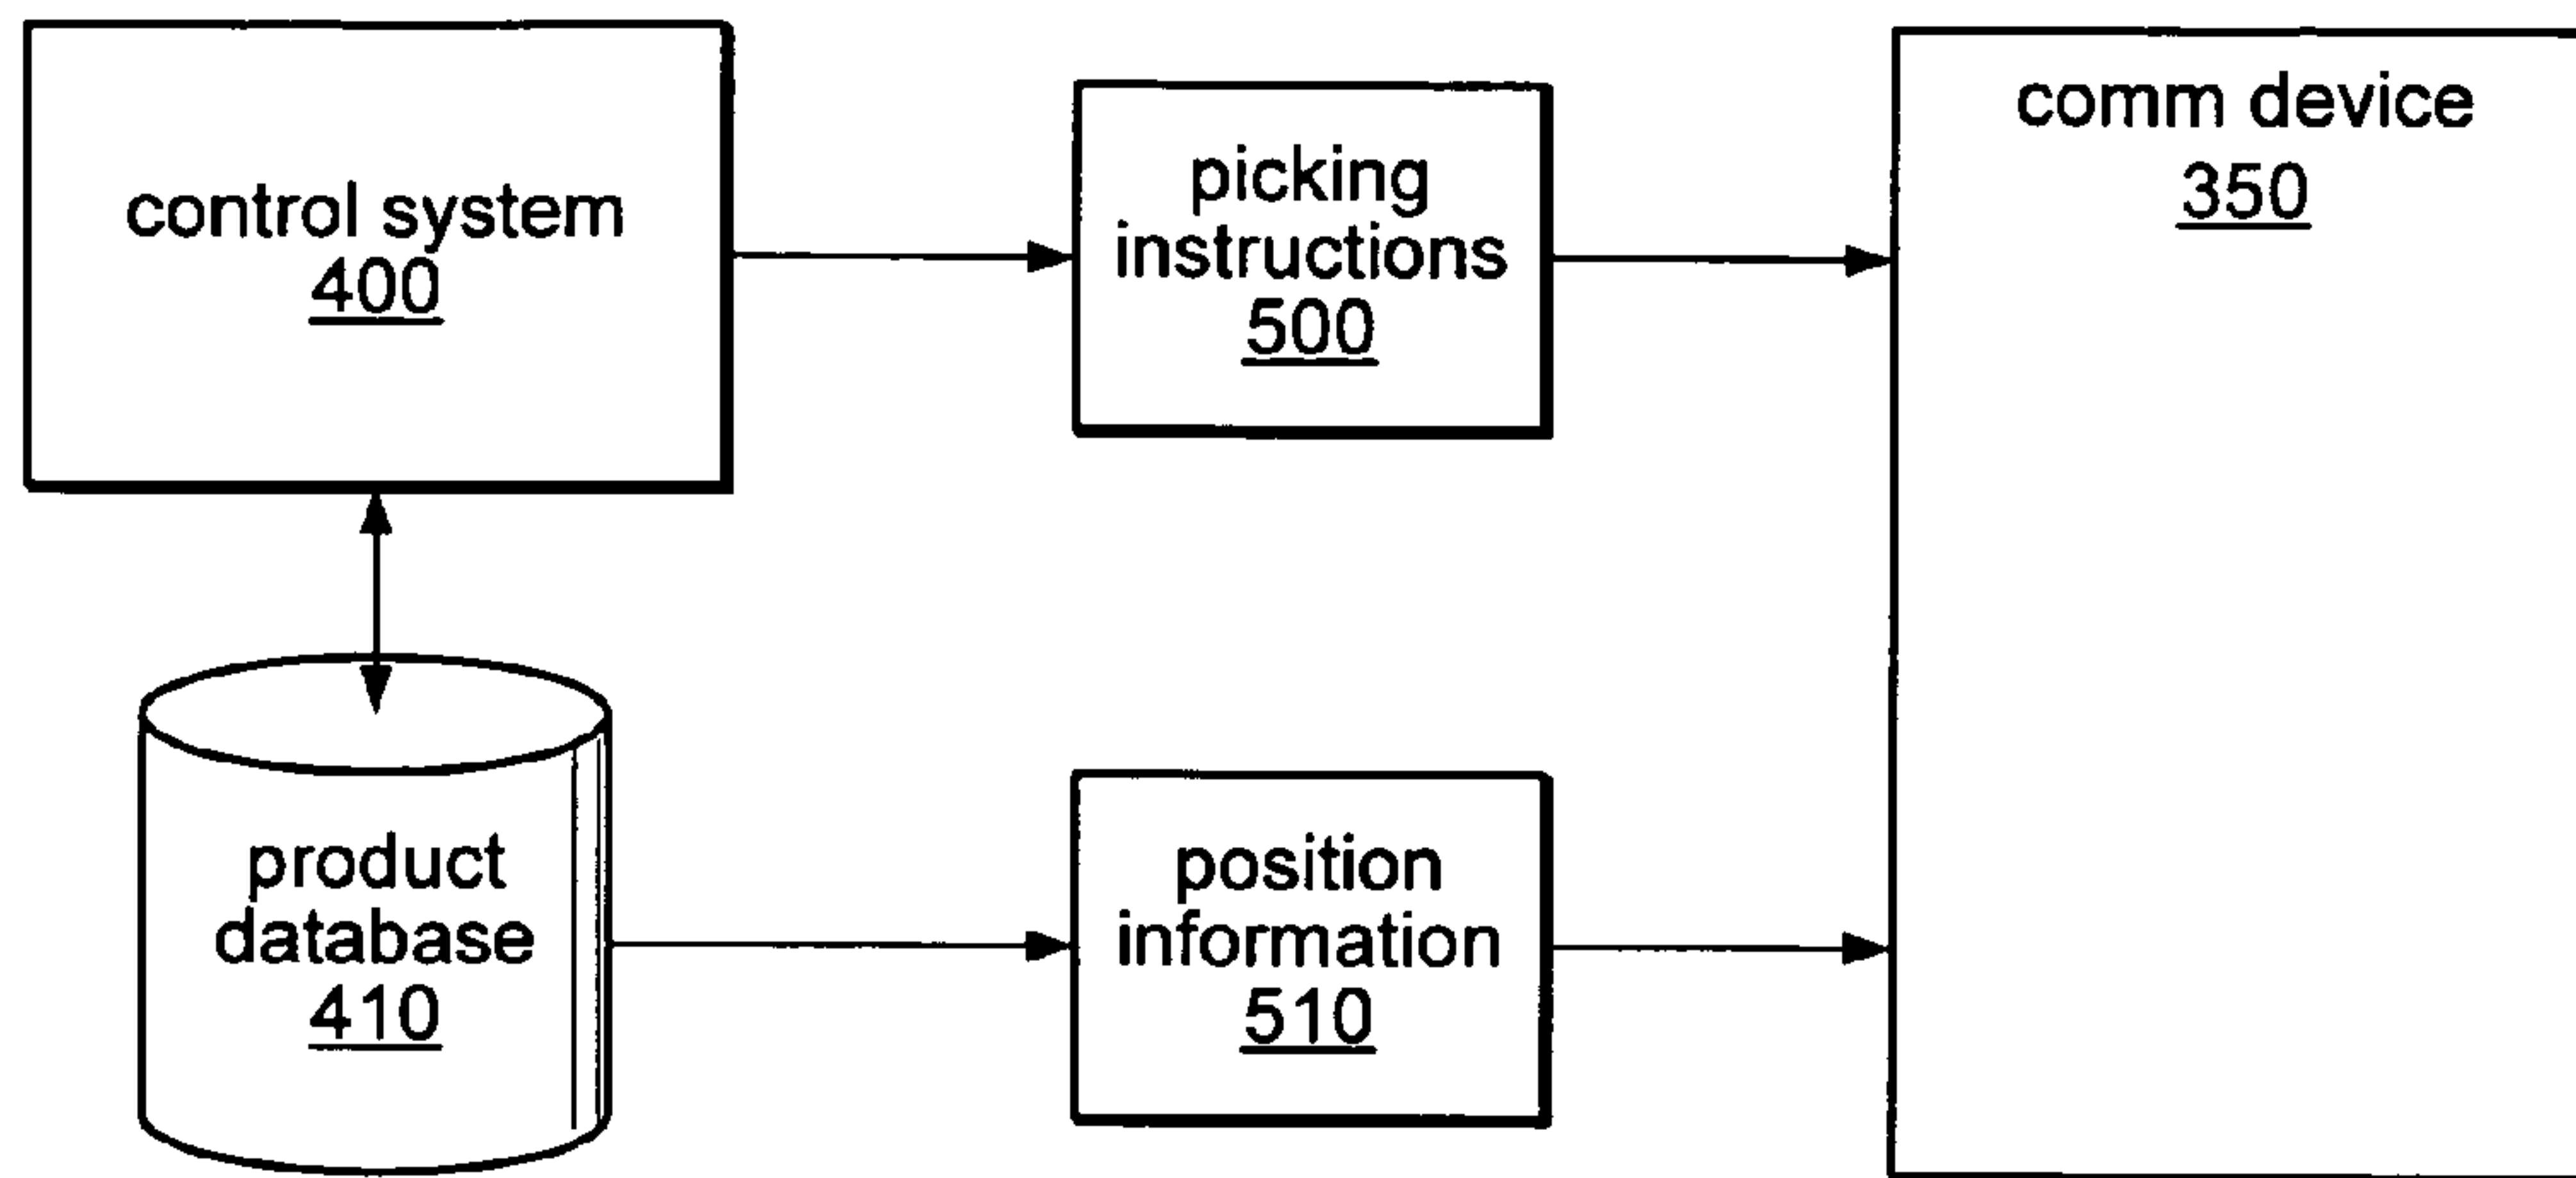 control system
400
picking
instructions
500
comm device
350
product
database
410
position
information
510